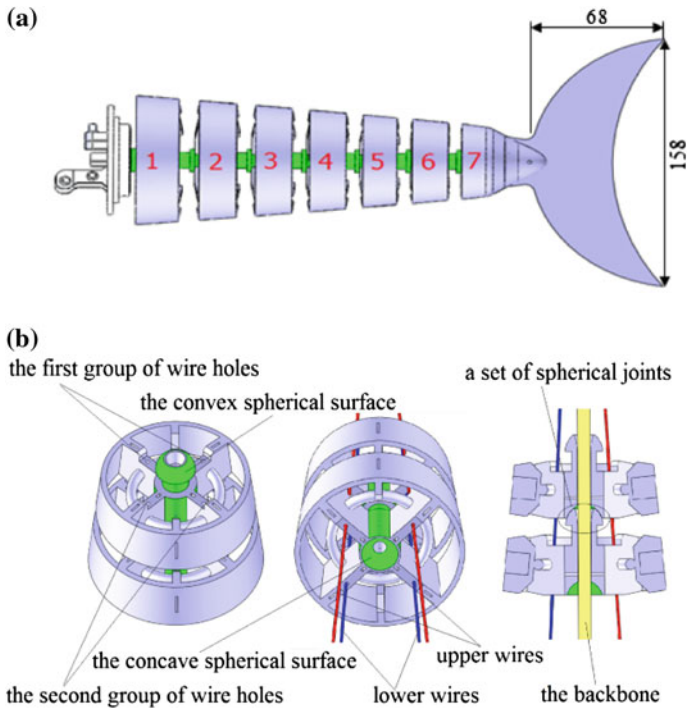 (a)
68
1 2 3 4 5 6 7
158
(b)
the first group of wire holes
the convex spherical surface
a set of spherical joints
the concave spherical surface
upper wires
the second group of wire holes
lower wires
the backbone